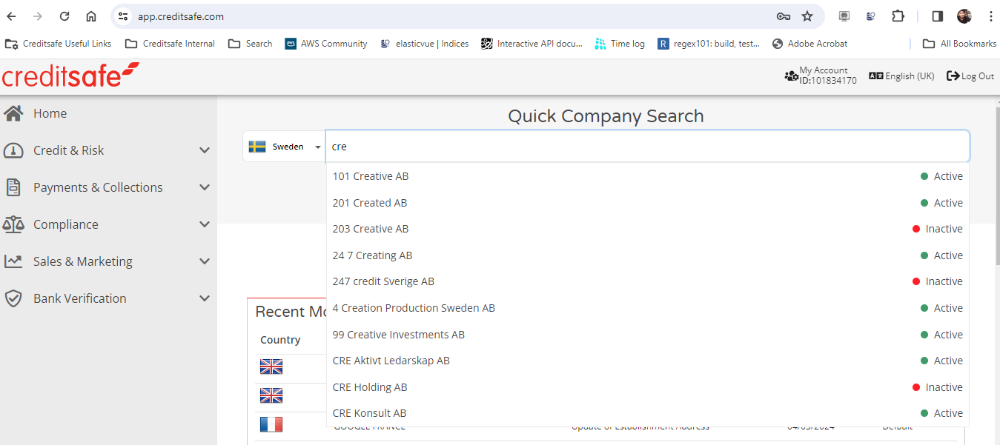 app.creditsafe.com
Creditsafe Useful Links Creditsafe Internal Search AWS Community elasticvue | Indices Interactive API docu... Time log R regex101: build, test... Adobe Acrobat All Bookmarks
creditsafe
My Account
ID:101834170
English (UK)
Log Out
Home
Credit & Risk
Payments & Collections
Compliance
Sales & Marketing
Bank Verification
Quick Company Search
Sweden cre
101 Creative AB Active
201 Created AB Active
203 Creative AB Inactive
24 7 Creating AB Active
247 credit Sverige AB Inactive
4 Creation Production Sweden AB Active
99 Creative Investments AB Active
CRE Aktivt Ledarskap AB Active
CRE Holding AB Inactive
CRE Konsult AB Active
Recent Mo
Country
GOOGLE FRANCE Update of Establishment Address 04/03/2024 Default